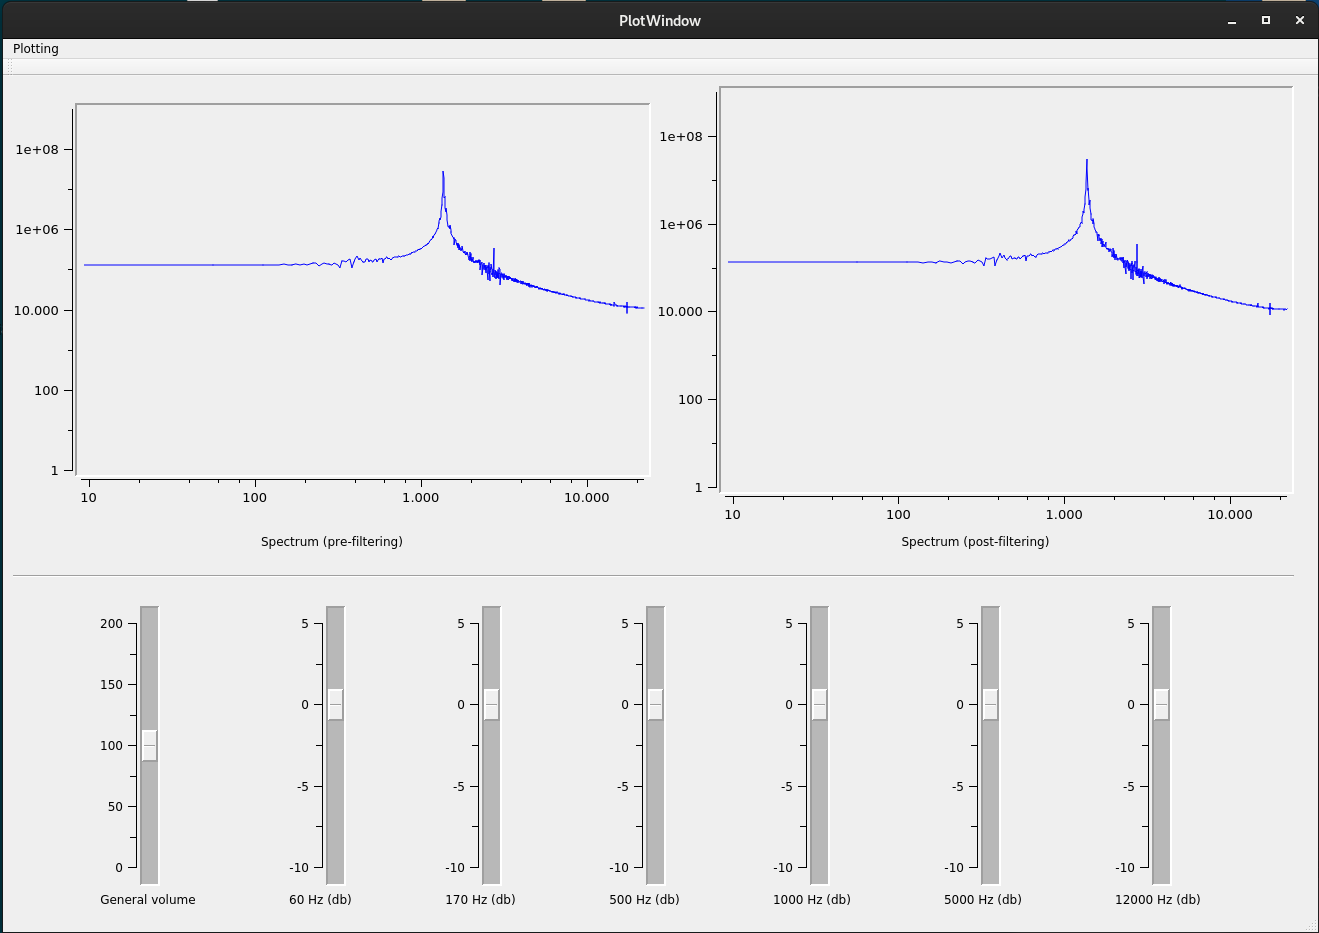 PlotWindow
Plotting
1e+08
1e+06
10.000
100
1
10 100 1.000 10.000
Spectrum (pre-filtering)
1e+08
1e+06
10.000
100
1
10 100 1.000 10.000
Spectrum (post-filtering)
200
150
100
50
0
General volume
5
0
-5
-10
60 Hz (db)
5
0
-5
-10
170 Hz (db)
5
0
-5
-10
500 Hz (db)
5
0
-5
-10
1000 Hz (db)
5
0
-5
-10
5000 Hz (db)
5
0
-5
-10
12000 Hz (db)